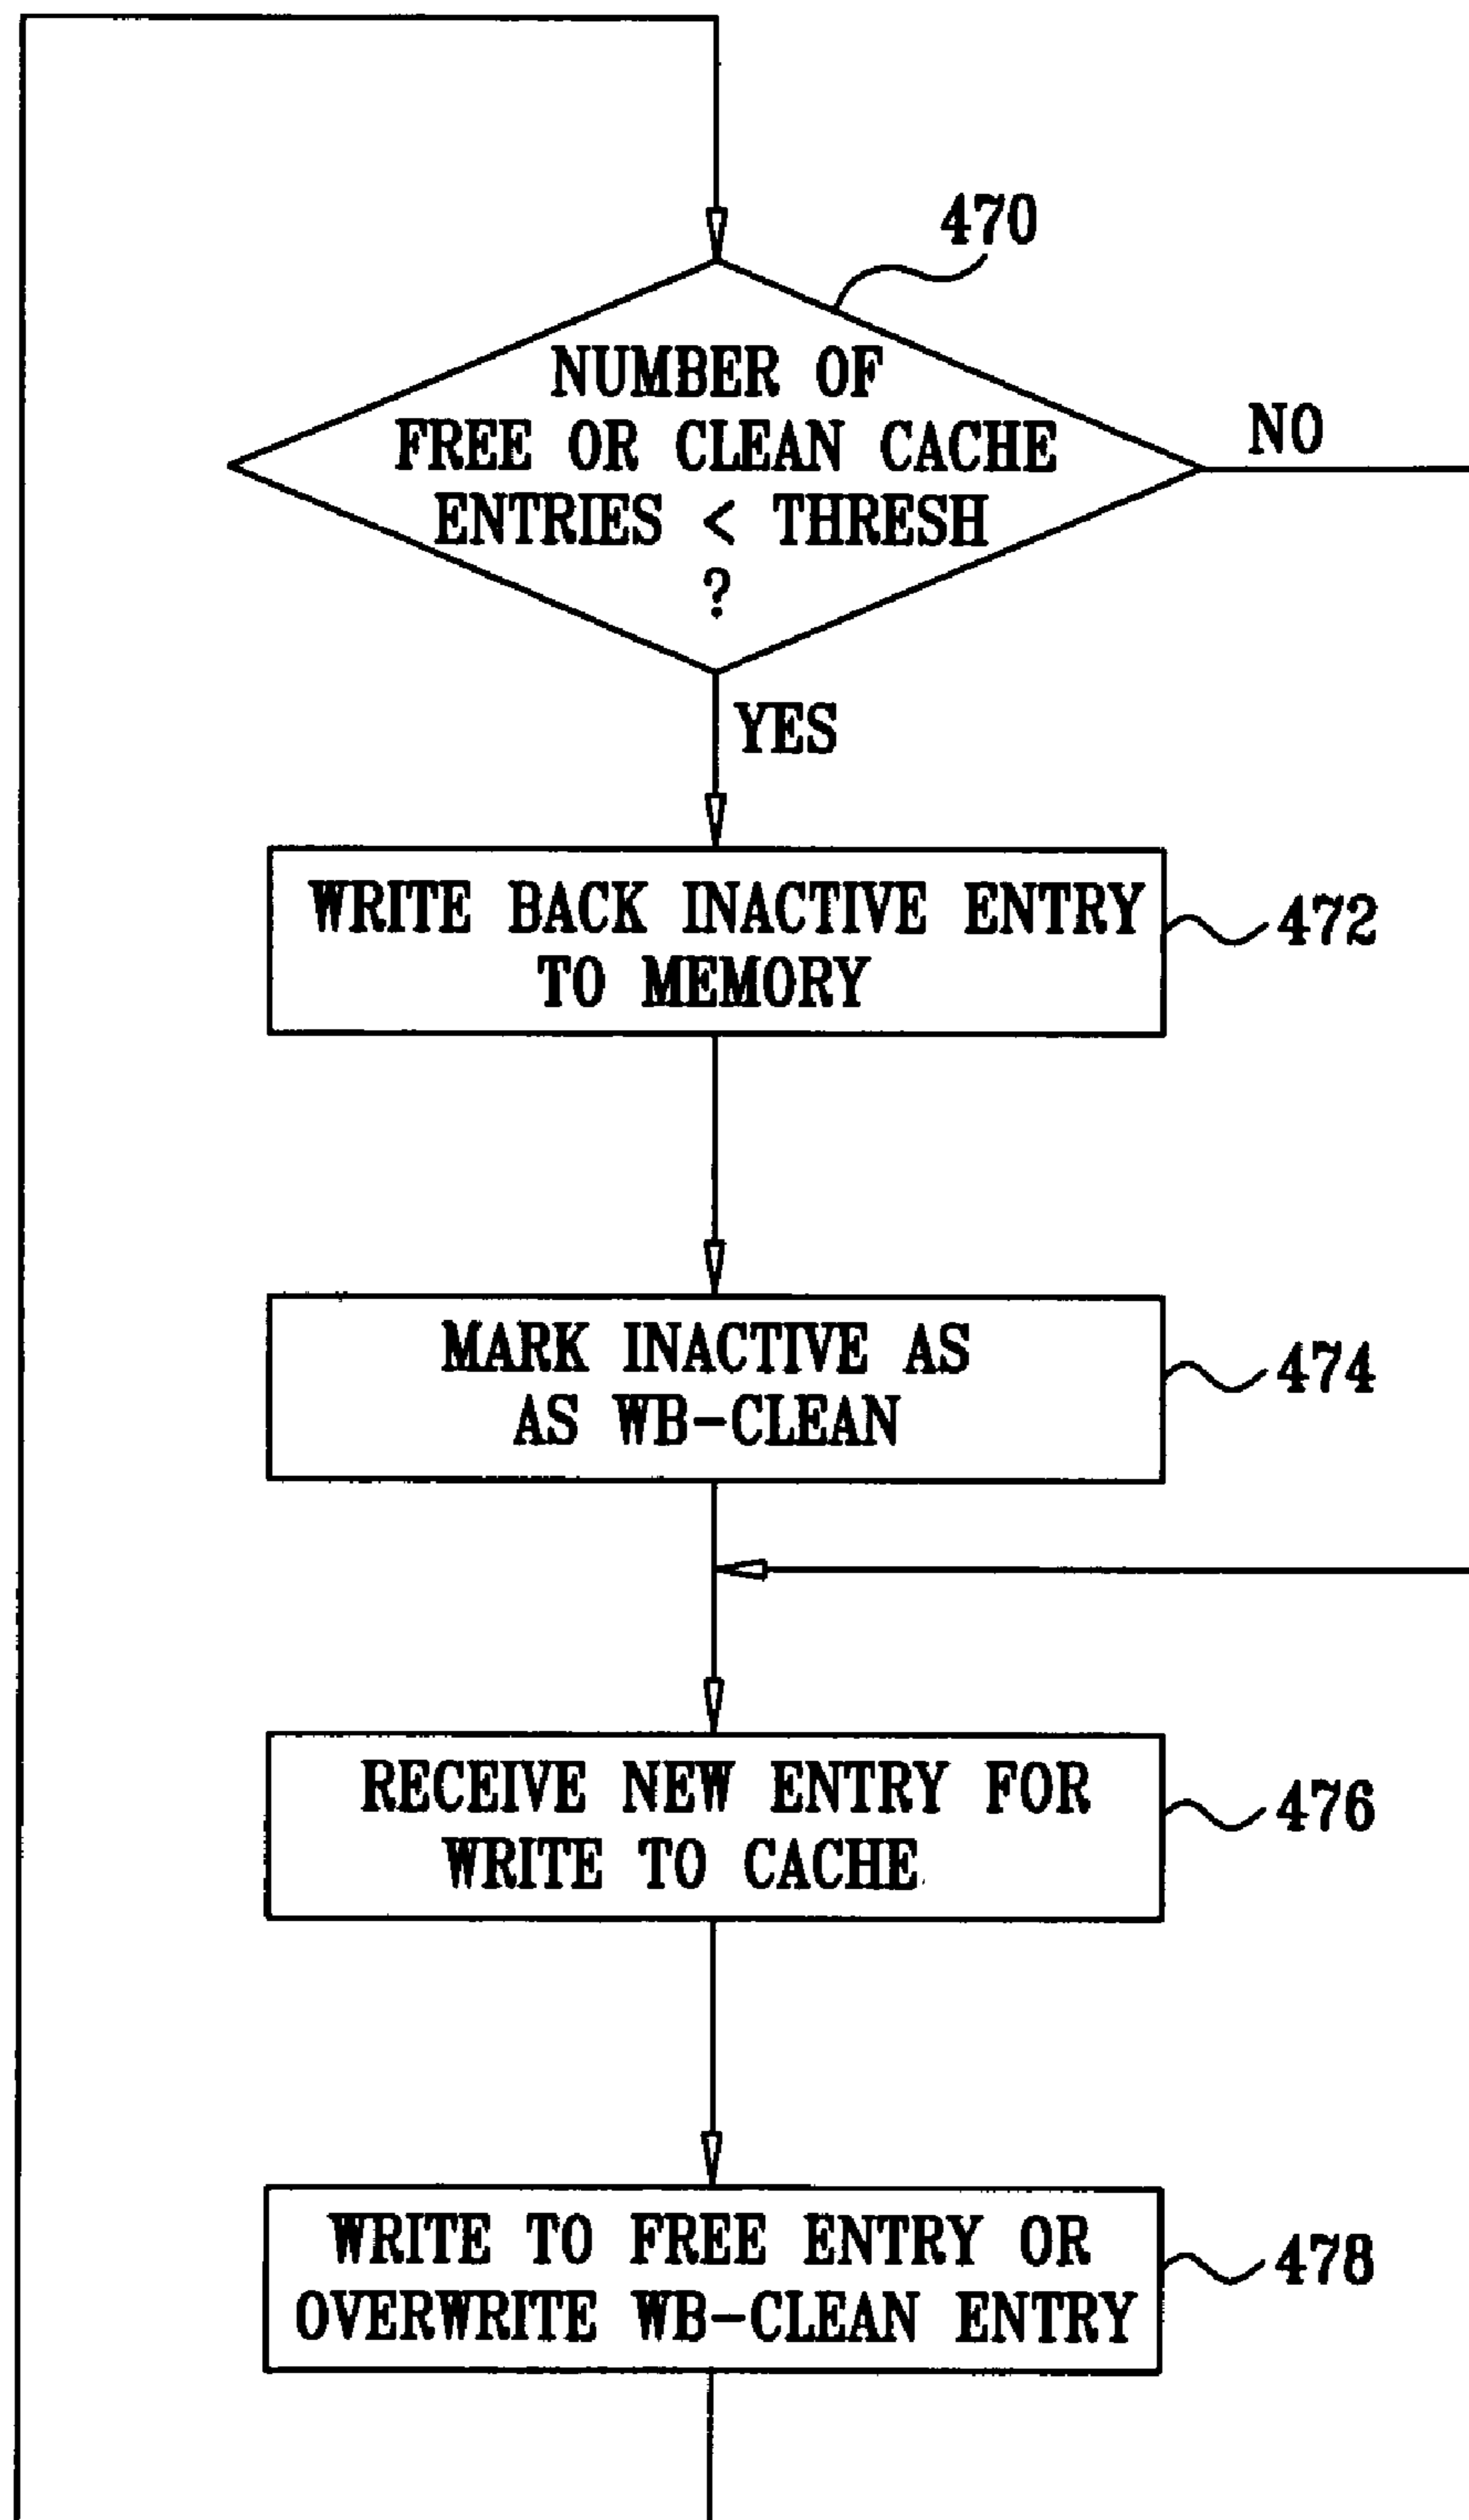 470
NUMBER OF
FREE OR CLEAN CACHE
ENTRIES < THRESH
?
NO
YES
WRITE BACK INACTIVE ENTRY
TO MEMORY
472
MARK INACTIVE AS
AS WB-CLEAN
474
RECEIVE NEW ENTRY FOR
WRITE TO CACHE
476
WRITE TO FREE ENTRY OR
OVERWRITE WB-CLEAN ENTRY
478